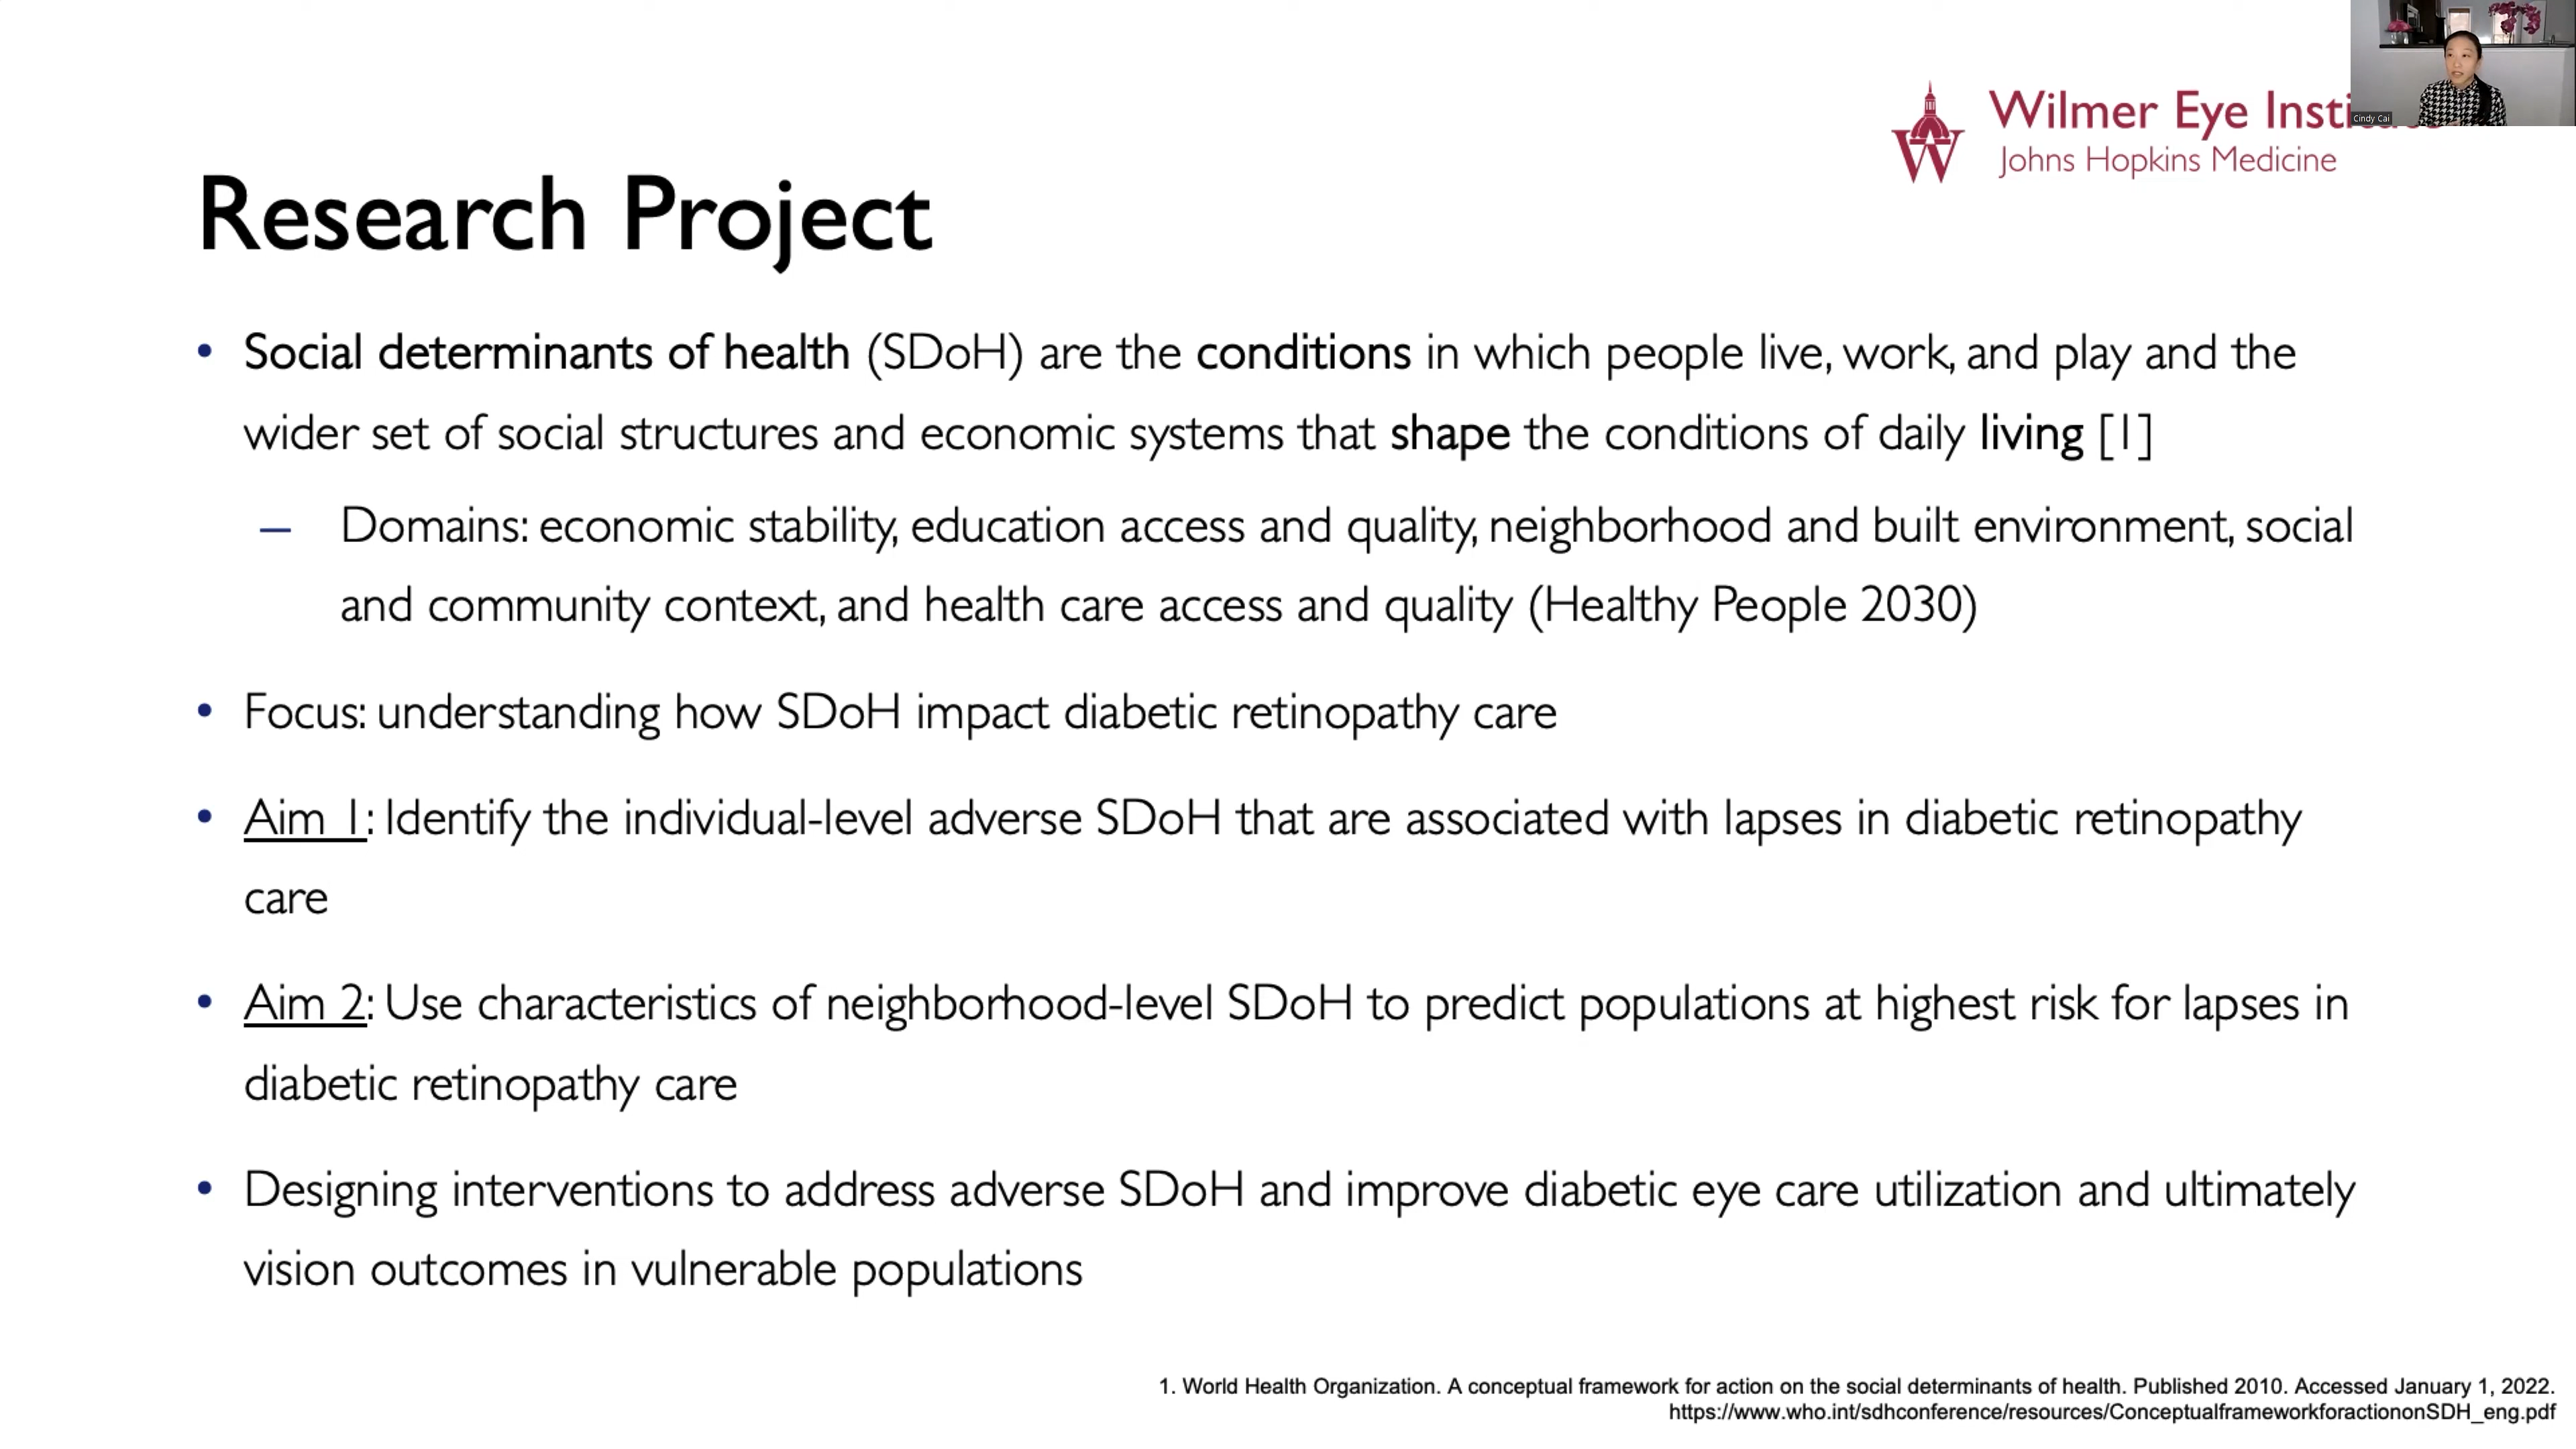 Wilmer Eye Insti
Johns Hopkins Medicine
Cindy Cai
Research Project
• Social determinants of health (SDoH) are the conditions in which people live, work, and play and the
wider set of social structures and economic systems that shape the conditions of daily living [1]
– Domains: economic stability, education access and quality, neighborhood and built environment, social
and community context, and health care access and quality (Healthy People 2030)
• Focus: understanding how SDoH impact diabetic retinopathy care
• Aim 1: Identify the individual-level adverse SDoH that are associated with lapses in diabetic retinopathy
care
• Aim 2: Use characteristics of neighborhood-level SDoH to predict populations at highest risk for lapses in
diabetic retinopathy care
• Designing interventions to address adverse SDoH and improve diabetic eye care utilization and ultimately
vision outcomes in vulnerable populations
1. World Health Organization. A conceptual framework for action on the social determinants of health. Published 2010. Accessed January 1, 2022.
https://www.who.int/sdhconference/resources/ConceptualframeworkforactiononSDH_eng.pdf